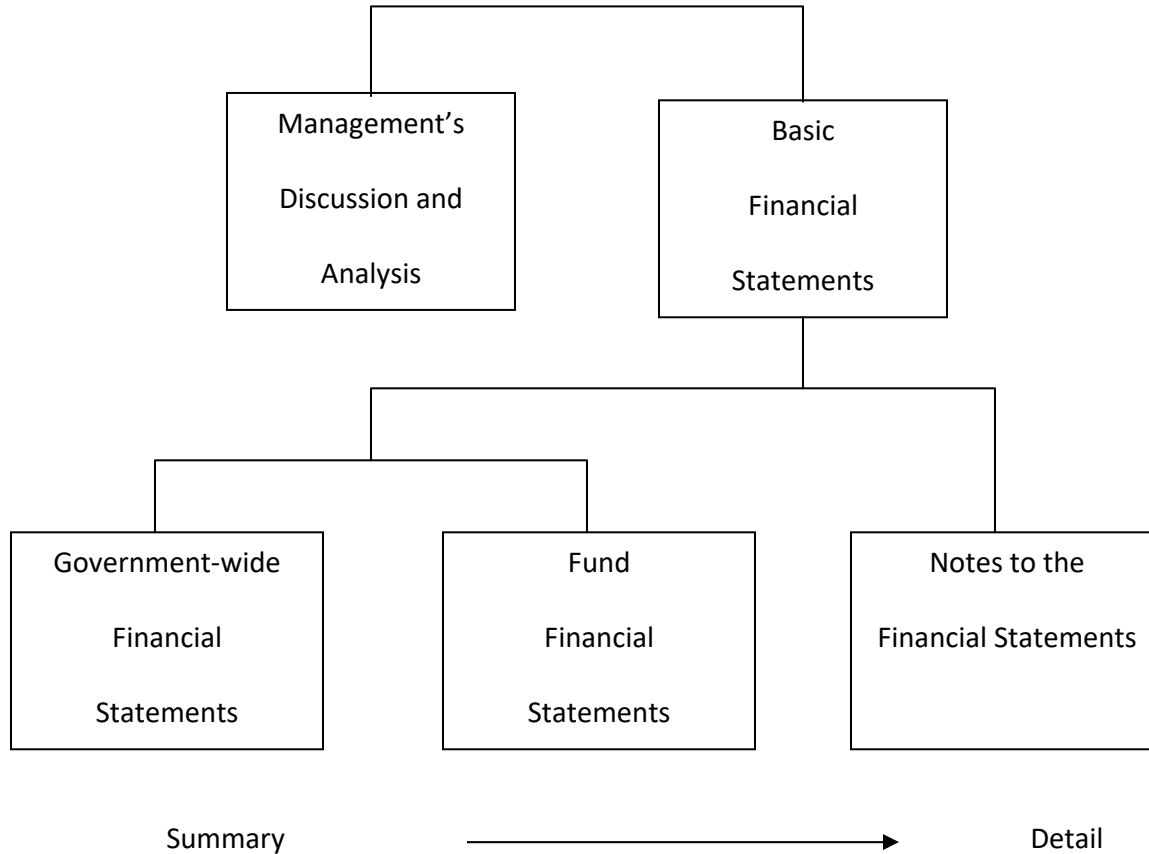 Management’s
Discussion and
Analysis
Basic
Financial
Statements
Government-wide
Financial
Statements
Fund
Financial
Statements
Notes to the
Financial Statements
Summary
Detail